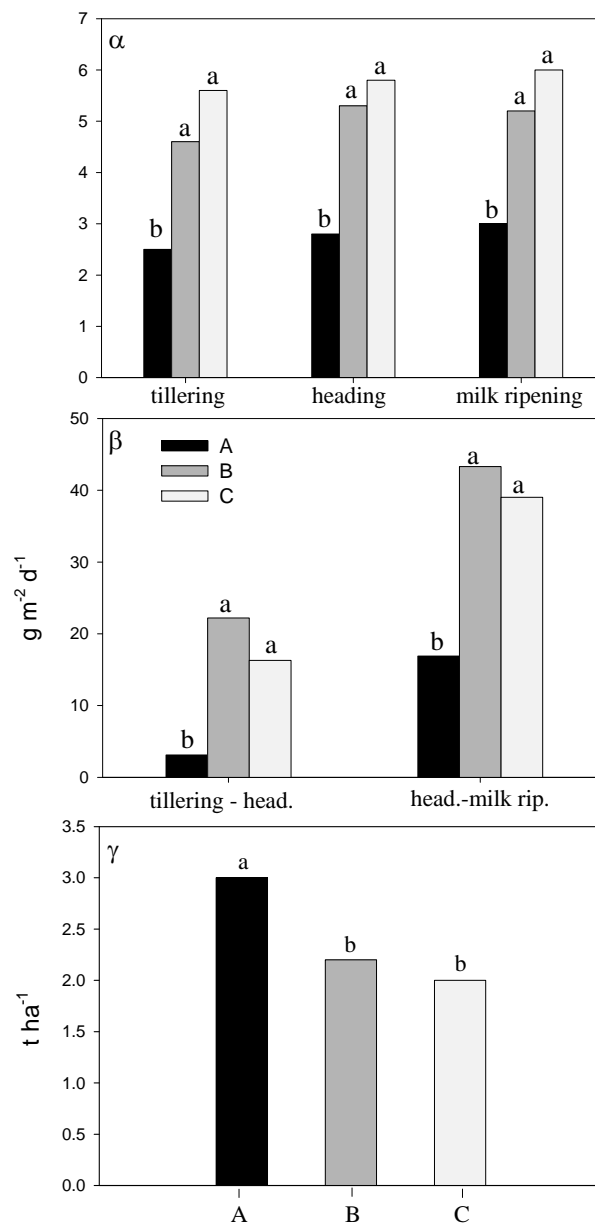 α
7
6
5
4
3
2
1
0
b a a
b a a
b a a
tillering heading milk ripening
β
50
40
30
20
10
0
g m⁻² d⁻¹
A
B
C
b a a
b a a
tillering - head. head.-milk rip.
γ
3.5
3.0
2.5
2.0
1.5
1.0
0.5
0.0
t ha⁻¹
a b b
A B C